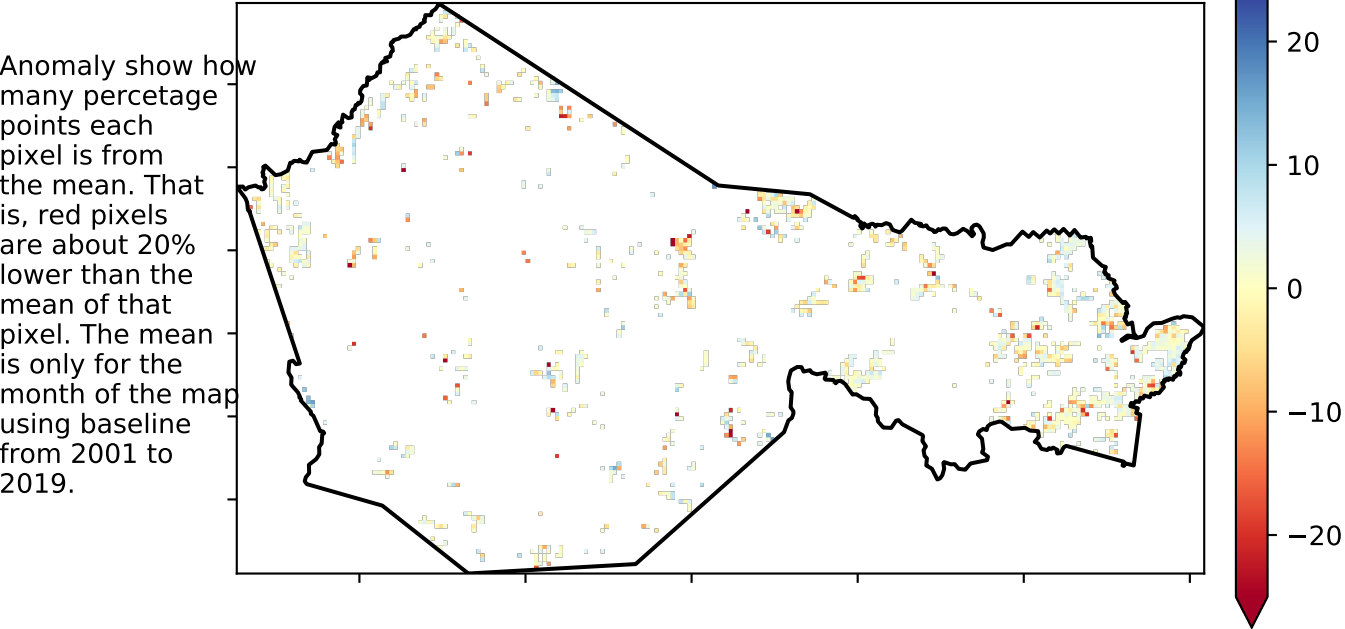 Anomaly show how
many percetage
points each
pixel is from
the mean. That
is, red pixels
are about 20%
lower than the
mean of that
pixel. The mean
is only for the
month of the map
using baseline
from 2001 to
2019.
20
10
0
−10
−20